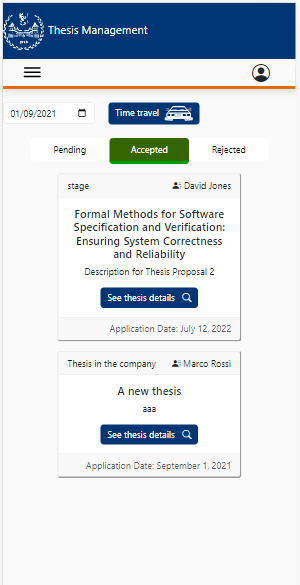 Thesis Management
01/09/2021
Time travel
Pending Accepted Rejected
stage David Jones
Formal Methods for Software
Specification and Verification:
Ensuring System Correctness
and Reliability
Description for Thesis Proposal 2
See thesis details
Application Date: July 12, 2022
Thesis in the company Marco Rossi
A new thesis
aaa
See thesis details
Application Date: September 1, 2021